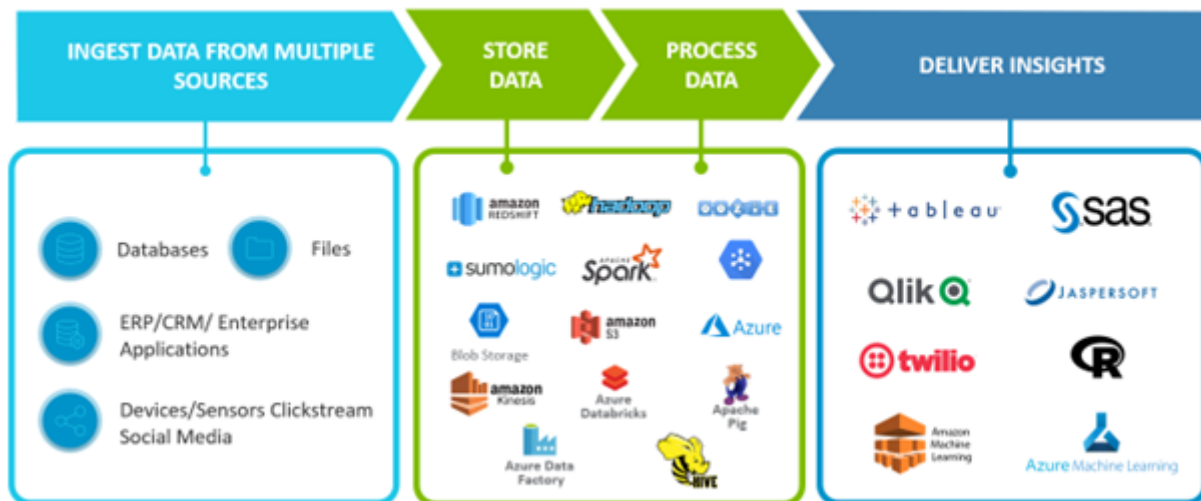 INGEST DATA FROM MULTIPLE
SOURCES
STORE
DATA
PROCESS
DATA
DELIVER INSIGHTS
Databases
Files
ERP/CRM/ Enterprise
Applications
Devices/Sensors Clickstream
Social Media
amazon
REDSHIFT
hadoop
sumologic
APACHE
Spark
Blob Storage
amazon
S3
Azure
amazon
Kinesis
Azure
Databricks
Apache
Pig
Azure Data
Factory
HIVE
+ableau
sas
Qlik
JASPERSOFT
twilio
R
Amazon
Machine
Learning
Azure Machine Learning